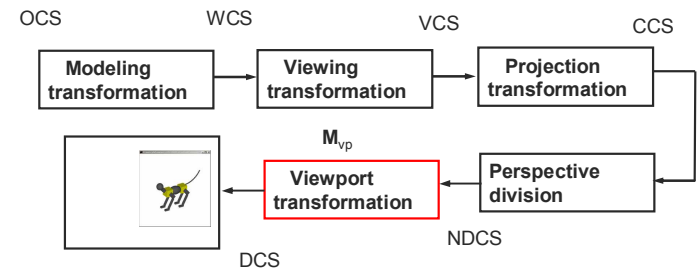 OCS
WCS
VCS
CCS
Modeling
transformation
Viewing
transformation
Projection
transformation
Mvp
Viewport
transformation
Perspective
division
NDCS
DCS